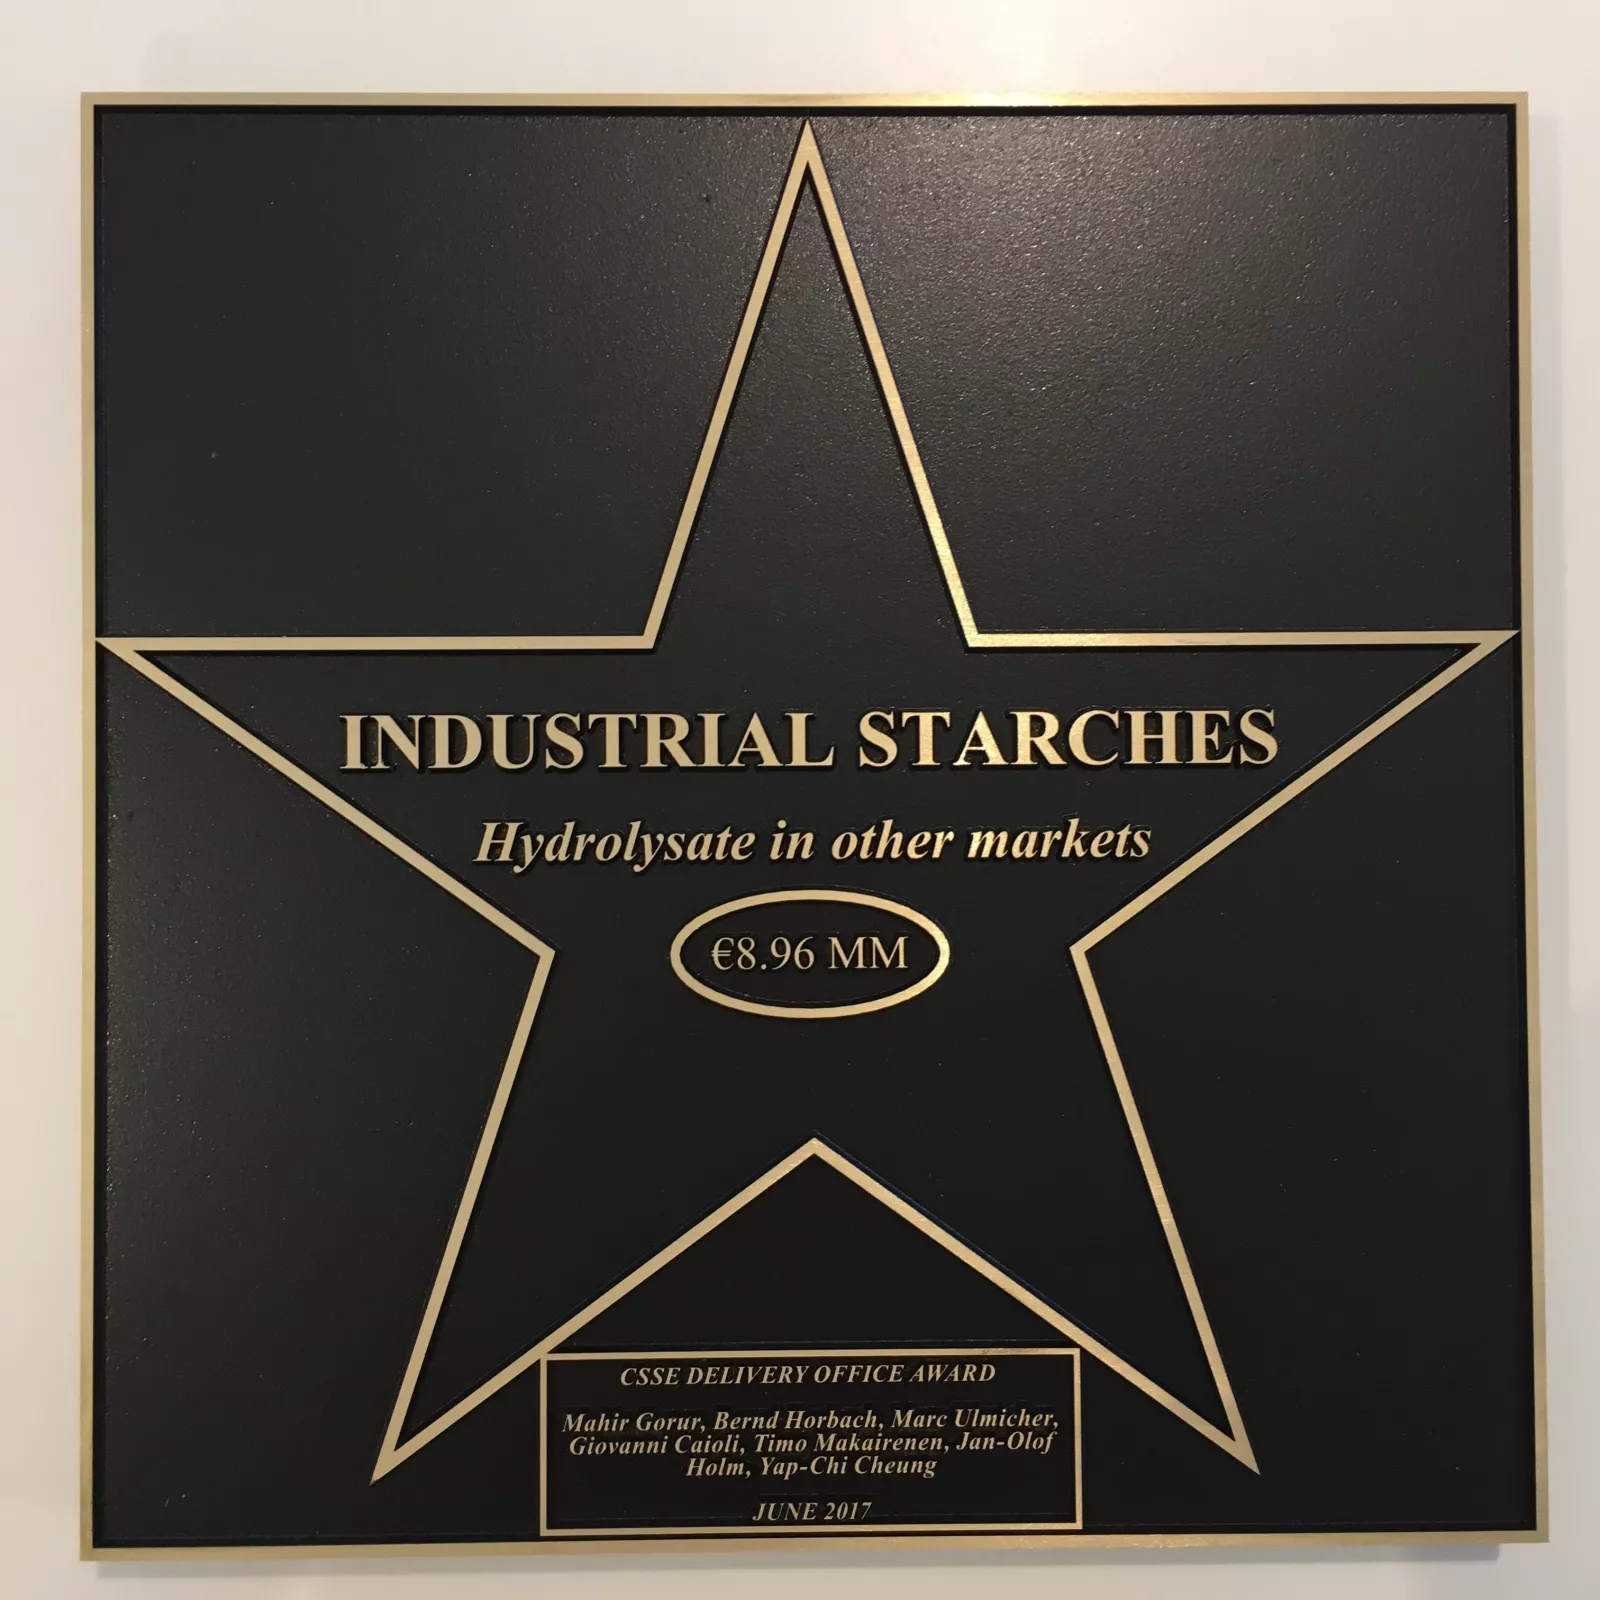 INDUSTRIAL STARCHES
Hydrolysate in other markets
€8.96 MM
CSSE DELIVERY OFFICE AWARD
Mahir Gorur, Bernd Horbach, Marc Ulmicher,
Giovanni Caioli, Timo Makairenen, Jan-Olof
Holm, Yap-Chi Cheung
JUNE 2017